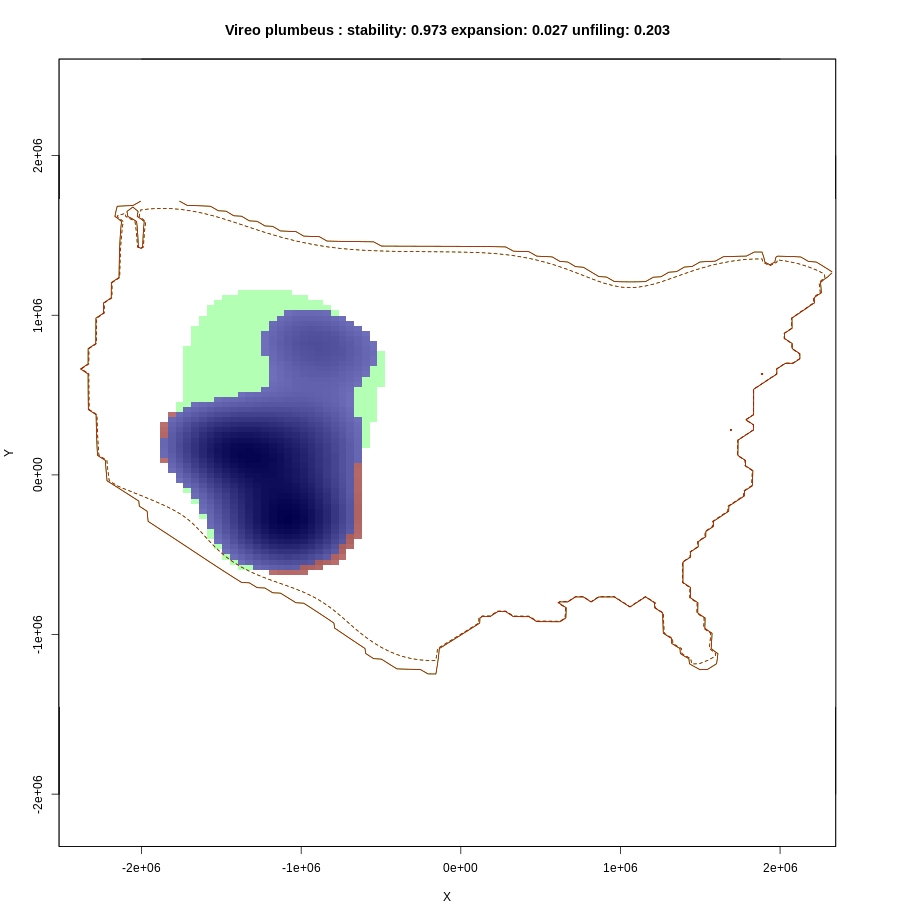 Vireo plumbeus : stability: 0.973 expansion: 0.027 unfiling: 0.203
2e+06
1e+06
Y
0e+00
-1e+06
-2e+06
-2e+06 -1e+06 0e+00 1e+06 2e+06
X